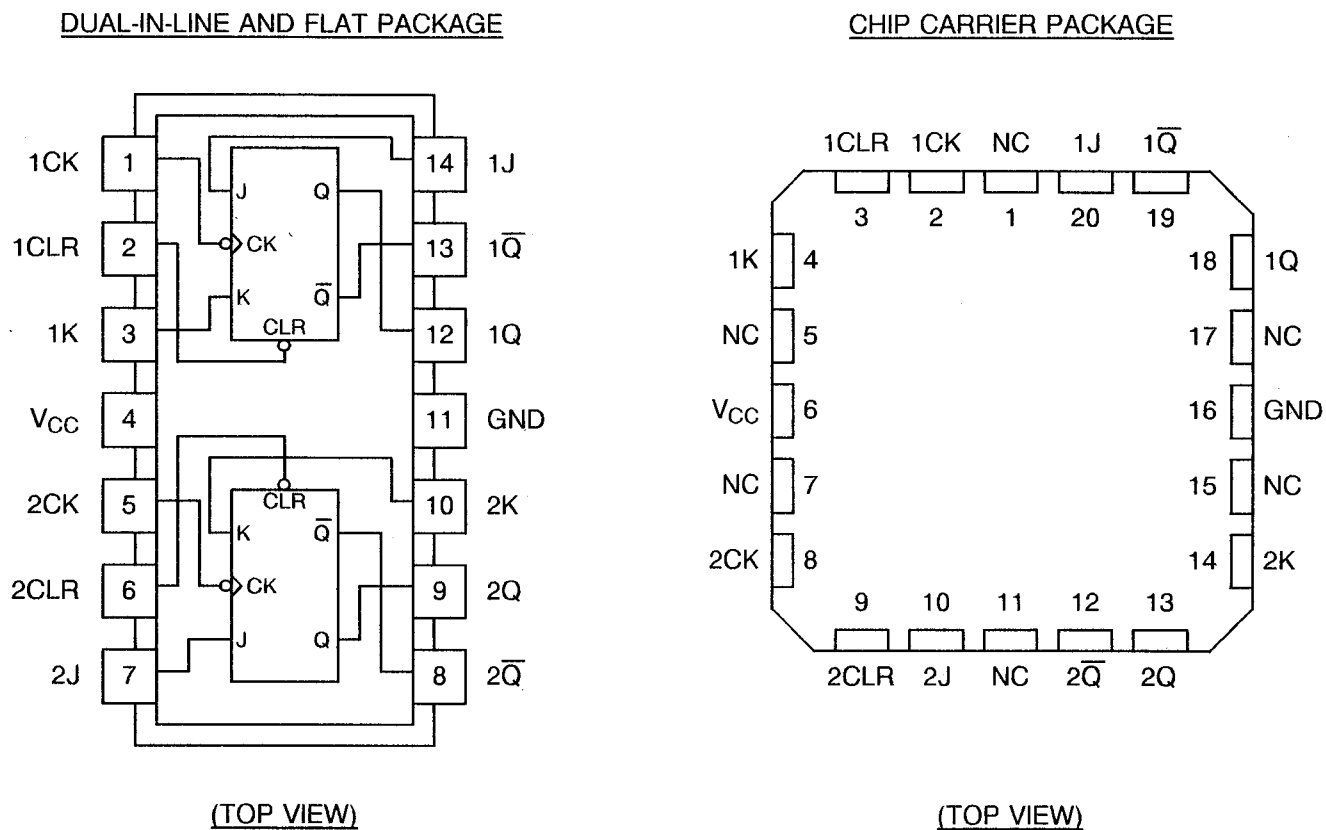 DUAL-IN-LINE AND FLAT PACKAGE
1CK 1
1CLR 2
1K 3
VCC 4
2CK 5
2CLR 6
2J 7
14 1J
13 1Q̅
12 1Q
11 GND
10 2K
9 2Q
8 2Q̅
J Q
CK
K Q̅
CLR
CLR
K Q̅
CK
J Q
(TOP VIEW)
CHIP CARRIER PACKAGE
1CLR 1CK NC 1J 1Q̅
3 2 1 20 19
1K 4
NC 5
VCC 6
NC 7
2CK 8
18 1Q
17 NC
16 GND
15 NC
14 2K
9 10 11 12 13
2CLR 2J NC 2Q̅ 2Q
(TOP VIEW)